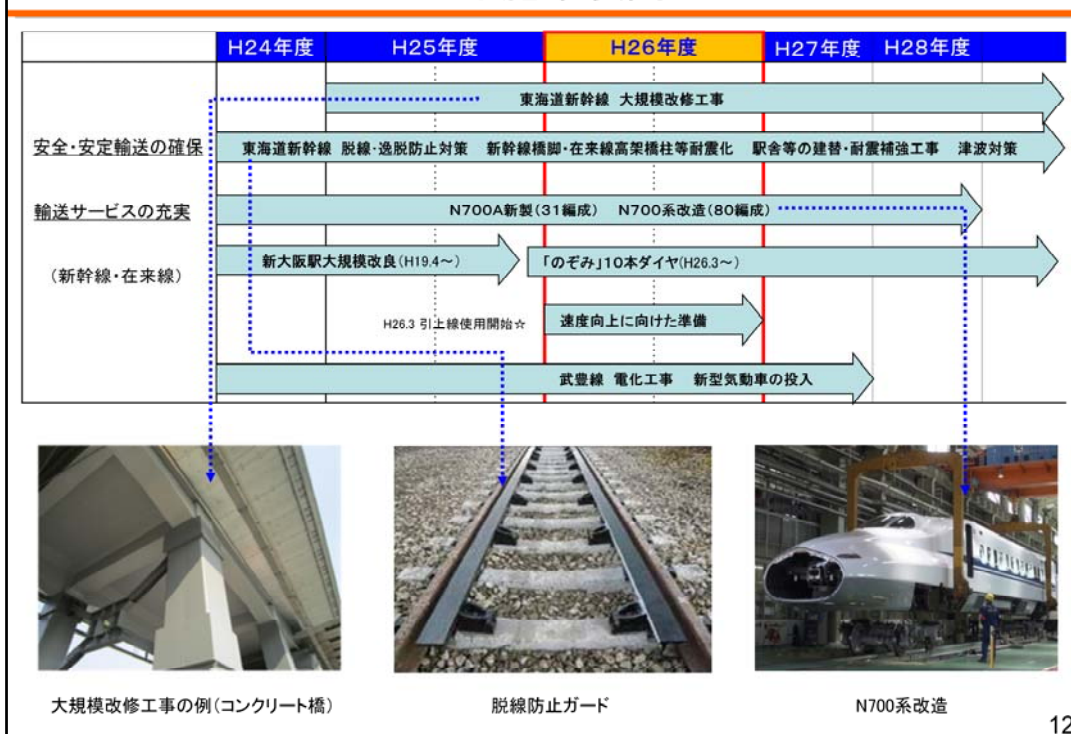 H24年度 H25年度 H26年度 H27年度 H28年度
東海道新幹線 大規模改修工事
安全・安定輸送の確保
東海道新幹線 脱線・逸脱防止対策 新幹線橋脚・在来線高架橋柱等耐震化 駅舎等の建替・耐震補強工事 津波対策
輸送サービスの充実
N700A新製(31編成) N700系改造(80編成)
(新幹線・在来線)
新大阪駅大規模改良(H19.4～)
「のぞみ」10本ダイヤ(H26.3～)
H26.3 引上線使用開始☆
速度向上に向けた準備
武豊線 電化工事 新型気動車の投入
大規模改修工事の例(コンクリート橋)
脱線防止ガード
N700系改造
12